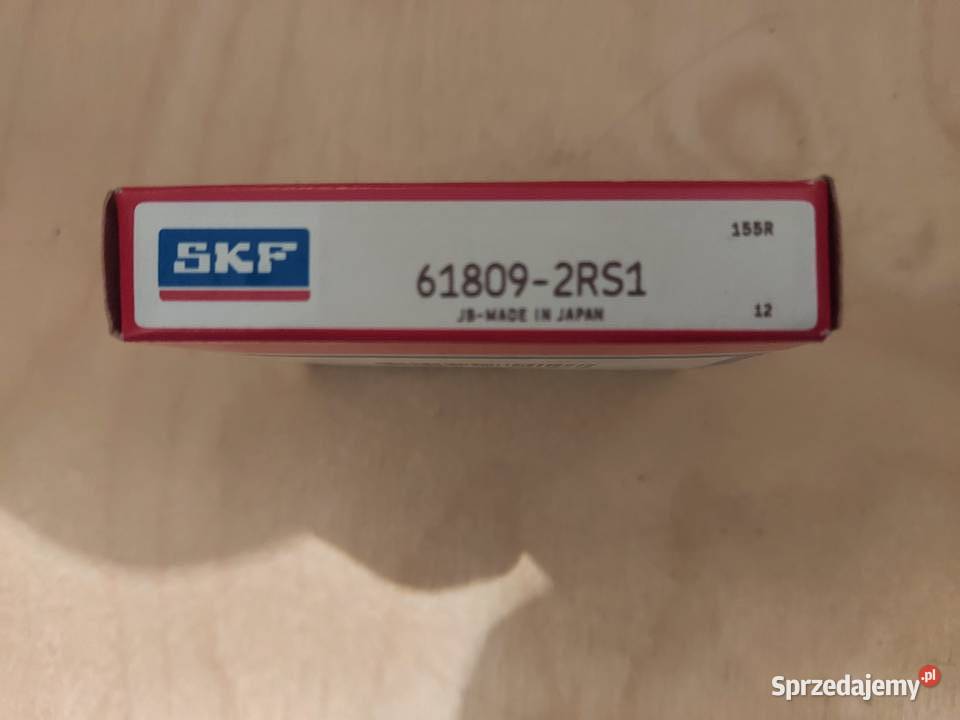 SKF
155R
61809-2RS1
JB-MADE IN JAPAN
12
Sprzedajemy.pl